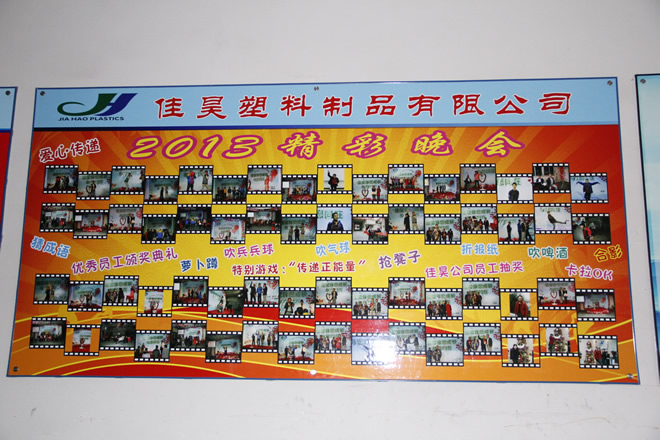 JH
JIA HAO PLASTICS
佳昊塑料制品有限公司
2013精彩晚会
爱心传递
猜成语
优秀员工颁奖典礼
萝卜蹲
吹乒乓球
特别游戏：“传递正能量”
吹气球
抢凳子
佳昊公司员工抽奖
折报纸
吹啤酒
卡拉OK
合影